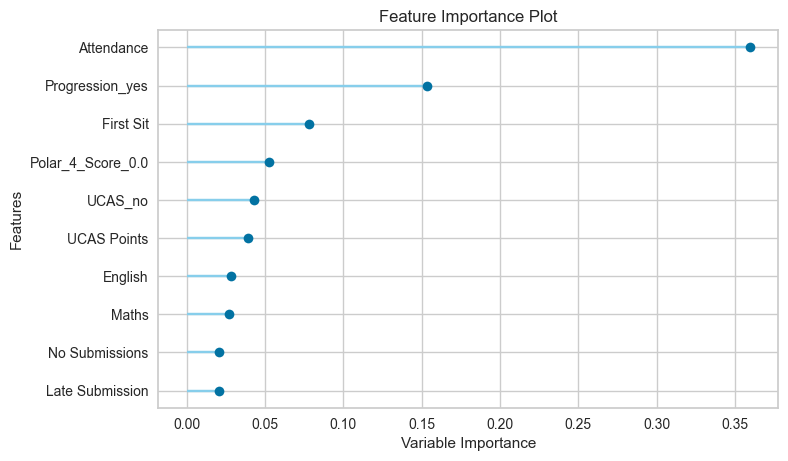 Feature Importance Plot
Attendance
Progression_yes
First Sit
Polar_4_Score_0.0
UCAS_no
UCAS Points
English
Maths
No Submissions
Late Submission
Features
0.00 0.05 0.10 0.15 0.20 0.25 0.30 0.35
Variable Importance